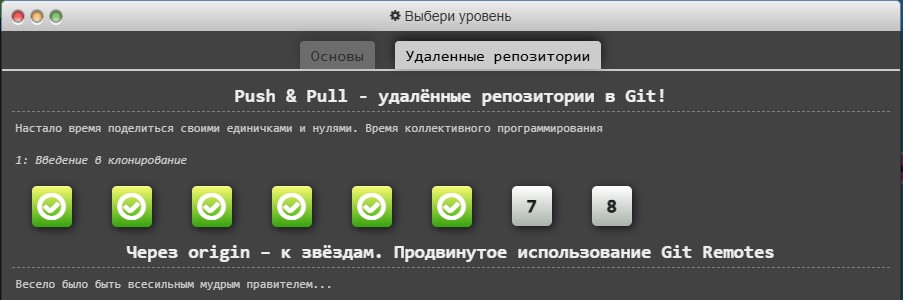 Выбери уровень
Основы
Удаленные репозитории
Push & Pull - удалённые репозитории в Git!
Настало время поделиться своими единичками и нулями. Время коллективного программирования
1: Введение в клонирование
7 8
Через origin – к звёздам. Продвинутое использование Git Remotes
Весело было быть всесильным мудрым правителем...